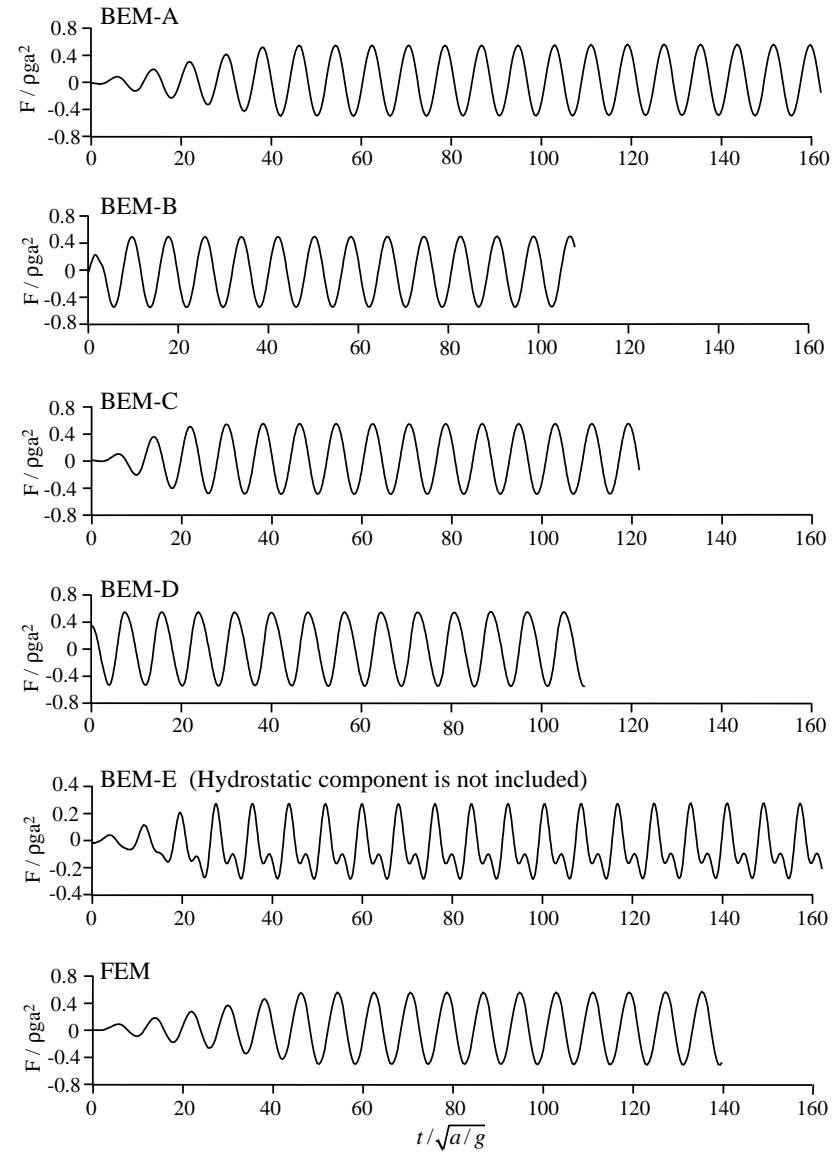 BEM-A
0.8
0.4
0
-0.4
-0.8
F / ρga²
0 20 40 60 80 100 120 140 160
BEM-B
0.8
0.4
0
-0.4
-0.8
F / ρga²
0 20 40 60 80 100 120 140 160
BEM-C
0.8
0.4
0
-0.4
-0.8
F / ρga²
0 20 40 60 80 100 120 140 160
BEM-D
0.8
0.4
0
-0.4
-0.8
F / ρga²
0 20 40 60 80 100 120 140 160
BEM-E (Hydrostatic component is not included)
0.4
0.2
0
-0.2
-0.4
F / ρga²
0 20 40 60 80 100 120 140 160
FEM
0.8
0.4
0
-0.4
-0.8
F / ρga²
0 20 40 60 80 100 120 140 160
t / √a / g